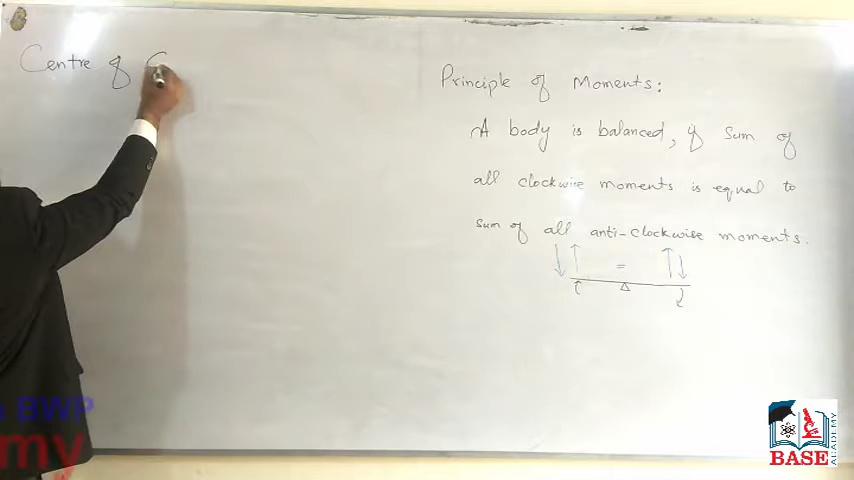 Centre of
Principle of Moments:
A body is balanced, if sum of
all clockwise moments is equal to
sum of all anti-clockwise moments.
=
BWP
my
BASE
ACADEMY